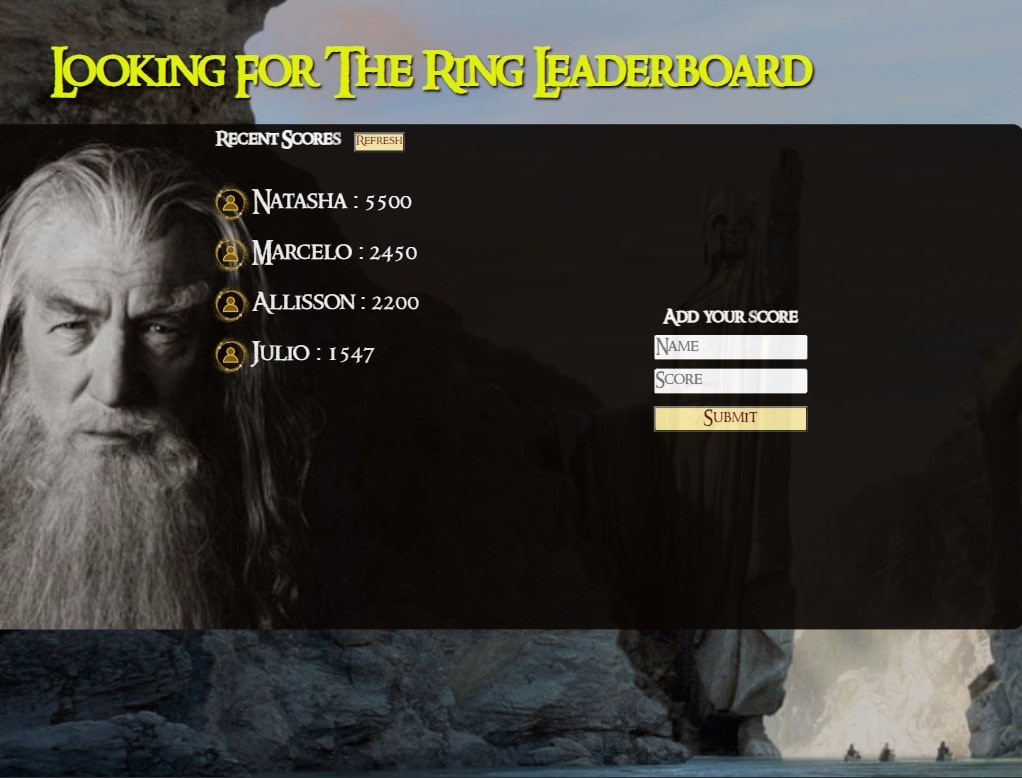 Looking For The Ring Leaderboard
Recent Scores Refresh
Natasha : 5500
Marcelo : 2450
Allisson : 2200
Julio : 1547
Add your score
Name
Score
Submit